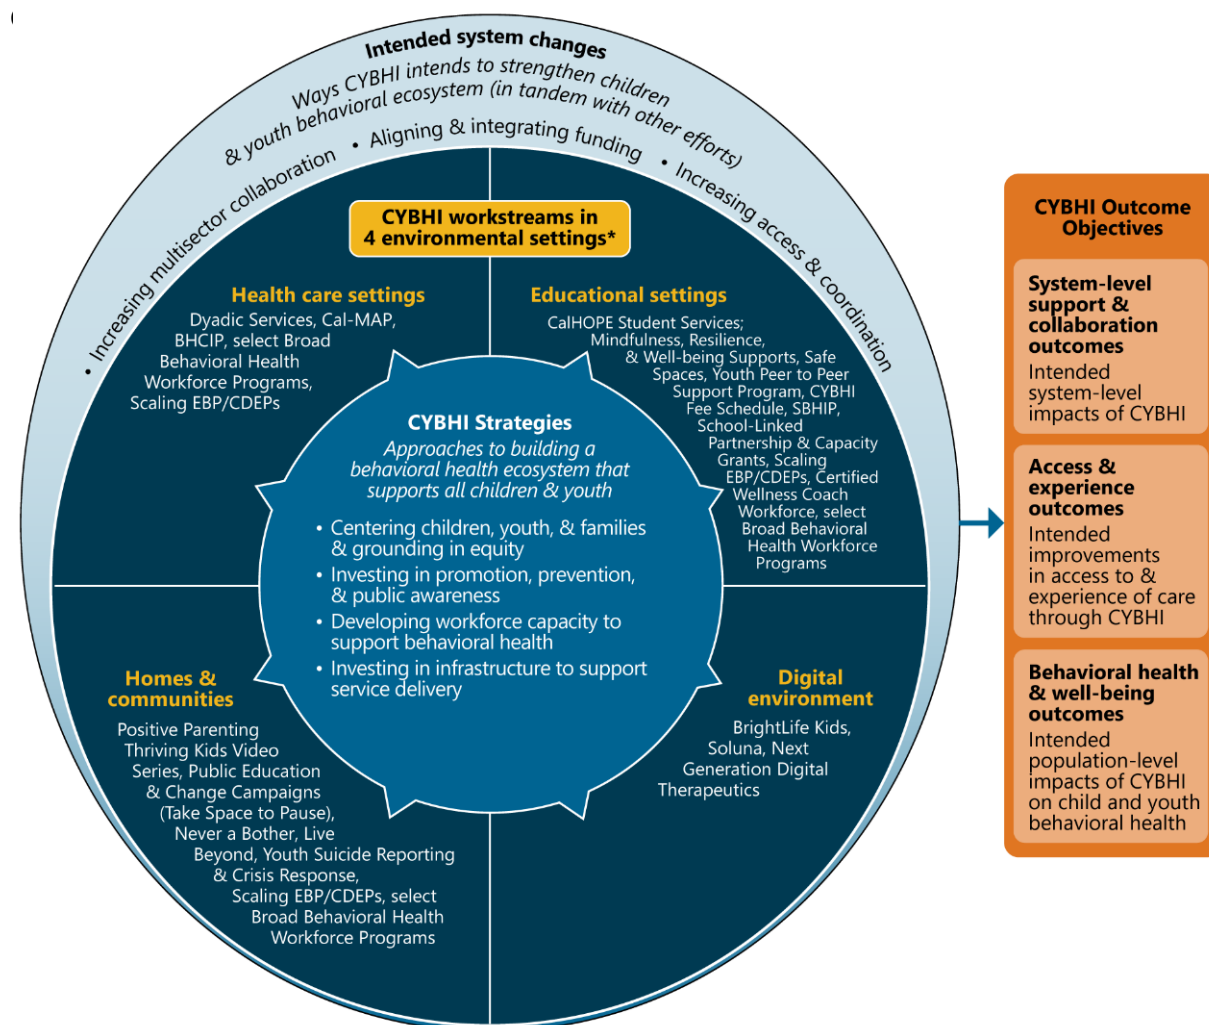 Intended system changes
Ways CYBHI intends to strengthen children
& youth behavioral ecosystem (in tandem with other efforts)
• Increasing multisector collaboration
• Aligning & integrating funding
• Increasing access & coordination
CYBHI workstreams in
4 environmental settings*
Health care settings
Dyadic Services, Cal-MAP,
BHCIP, select Broad
Behavioral Health
Workforce Programs,
Scaling EBP/CDEPs
Educational settings
CalHOPE Student Services;
Mindfulness, Resilience,
& Well-being Supports, Safe
Spaces, Youth Peer to Peer
Support Program, CYBHI
Fee Schedule, SBHIP,
School-Linked
Partnership & Capacity
Grants, Scaling
EBP/CDEPs, Certified
Wellness Coach
Workforce, select
Broad Behavioral
Health Workforce
Programs
CYBHI Strategies
Approaches to building a
behavioral health ecosystem that
supports all children & youth
• Centering children, youth, & families
& grounding in equity
• Investing in promotion, prevention,
& public awareness
• Developing workforce capacity to
support behavioral health
• Investing in infrastructure to support
service delivery
Homes &
communities
Positive Parenting
Thriving Kids Video
Series, Public Education
& Change Campaigns
(Take Space to Pause),
Never a Bother, Live
Beyond, Youth Suicide Reporting
& Crisis Response,
Scaling EBP/CDEPs, select
Broad Behavioral Health
Workforce Programs
Digital
environment
BrightLife Kids,
Soluna, Next
Generation Digital
Therapeutics
CYBHI Outcome
Objectives
System-level
support &
collaboration
outcomes
Intended
system-level
impacts of CYBHI
Access &
experience
outcomes
Intended
improvements
in access to &
experience of care
through CYBHI
Behavioral health
& well-being
outcomes
Intended
population-level
impacts of CYBHI
on child and youth
behavioral health